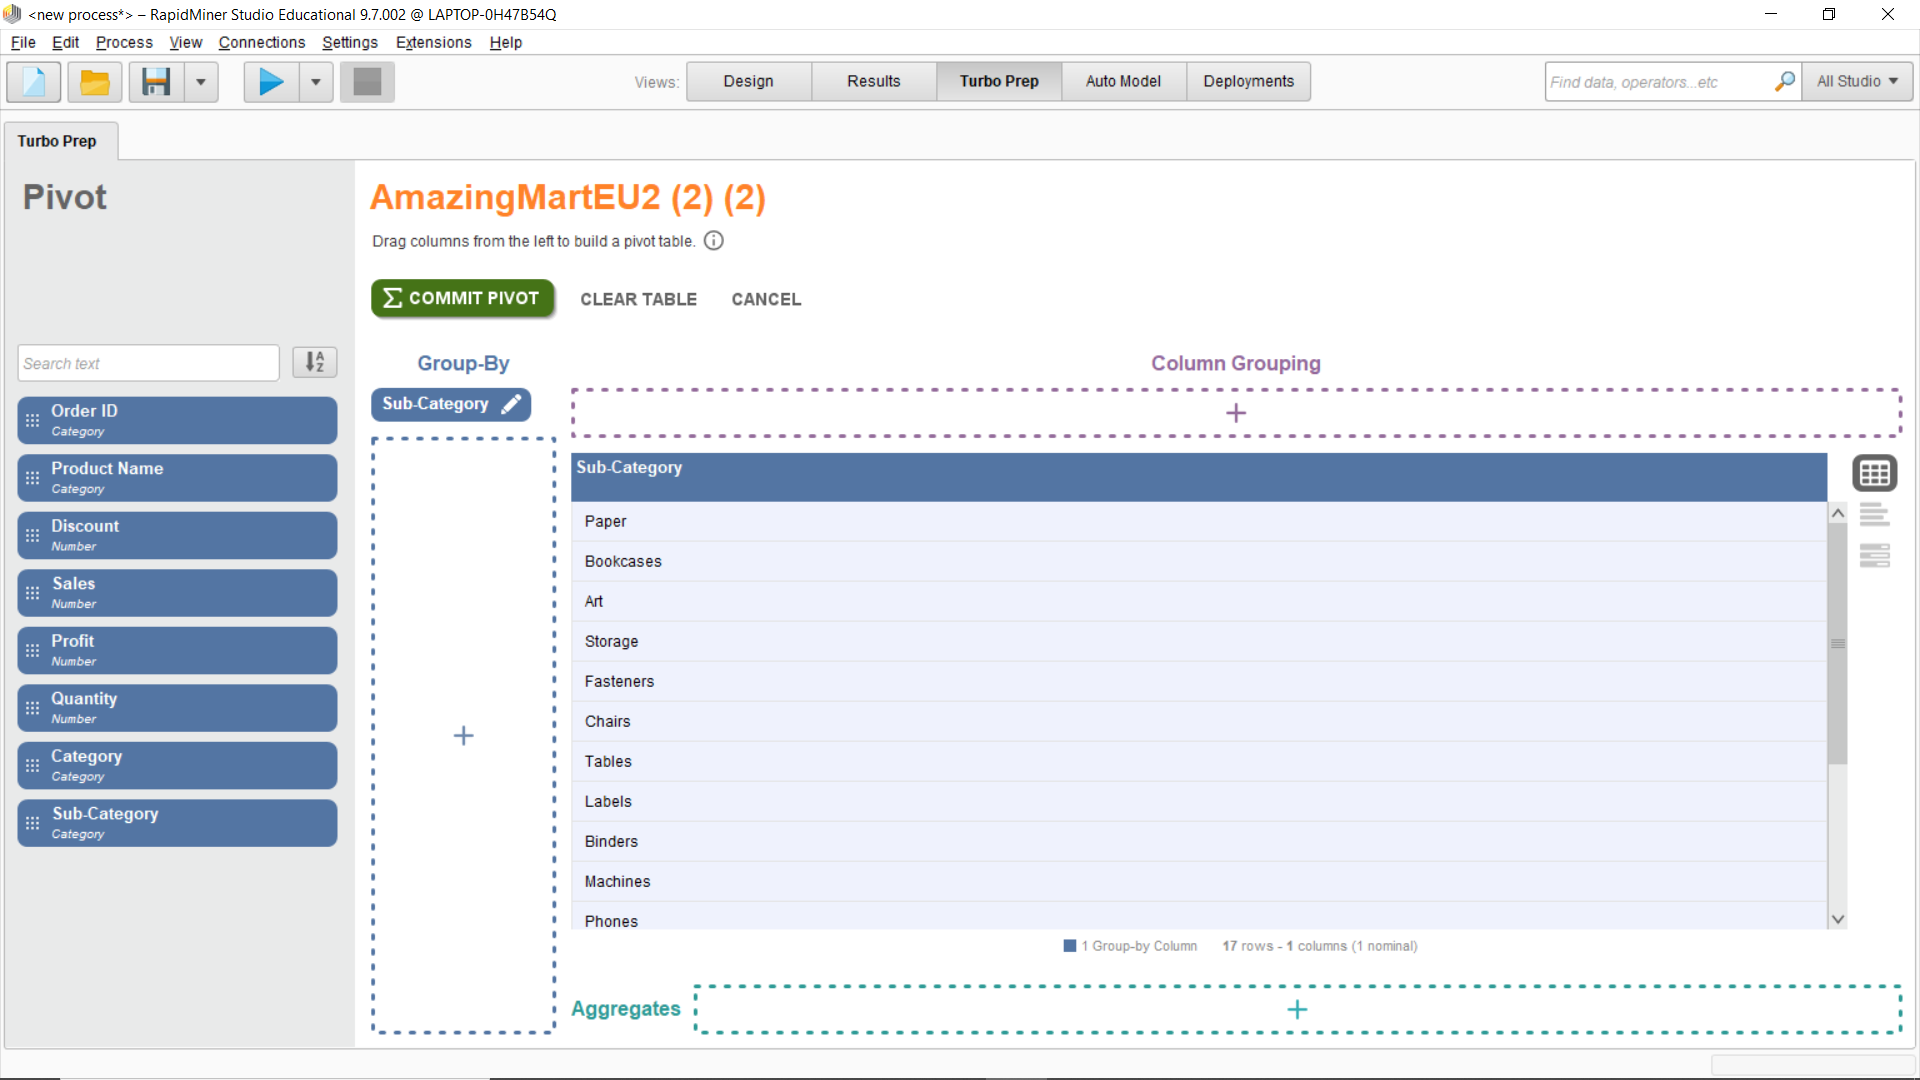 <new process*> – RapidMiner Studio Educational 9.7.002 @ LAPTOP-0H47B54Q
File Edit Process View Connections Settings Extensions Help
Views: Design Results Turbo Prep Auto Model Deployments Find data, operators...etc All Studio
Turbo Prep
Pivot
AmazingMartEU2 (2) (2)
Drag columns from the left to build a pivot table.
COMMIT PIVOT CLEAR TABLE CANCEL
Search text
Order ID
Category
Product Name
Category
Discount
Number
Sales
Number
Profit
Number
Quantity
Number
Category
Category
Sub-Category
Category
Group-By
Sub-Category
Column Grouping
Sub-Category
Paper
Bookcases
Art
Storage
Fasteners
Chairs
Tables
Labels
Binders
Machines
Phones
1 Group-by Column 17 rows - 1 columns (1 nominal)
Aggregates